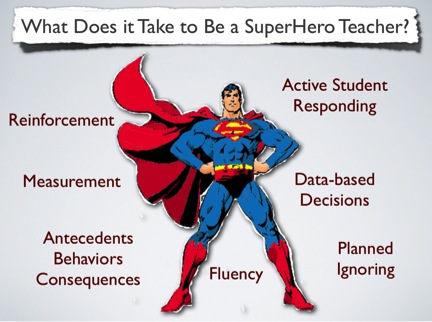 What Does it Take to Be a SuperHero Teacher?
Active Student
Responding
Reinforcement
Measurement
Data-based
Decisions
Antecedents
Behaviors
Consequences
Fluency
Planned
Ignoring